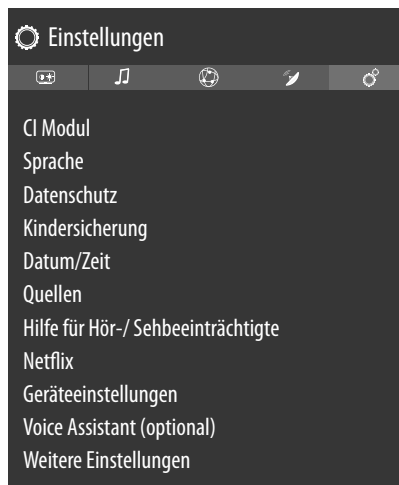 Einstellungen
CI Modul
Sprache
Datenschutz
Kindersicherung
Datum/Zeit
Quellen
Hilfe für Hör-/ Sehbeeinträchtigte
Netflix
Geräteeinstellungen
Voice Assistant (optional)
Weitere Einstellungen